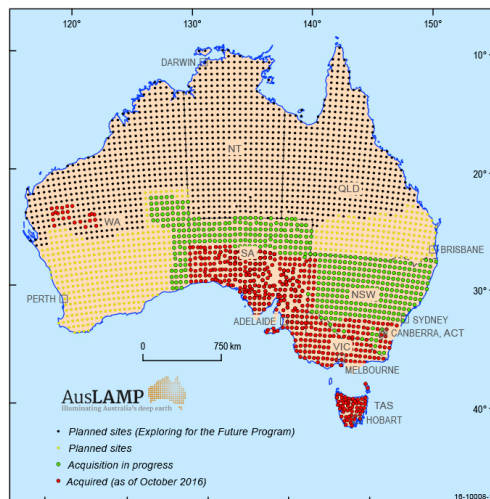 120° 130° 140° 150°
10°
DARWIN
NT
20°
QLD
WA
BRISBANE
SA
30°
NSW
PERTH
SYDNEY
ADELAIDE
CANBERRA, ACT
VIC
0 750 km
MELBOURNE
AusLAMP
Illuminating Australia's deep earth
TAS
40°
HOBART
Planned sites (Exploring for the Future Program)
Planned sites
Acquisition in progress
Acquired (as of October 2016)